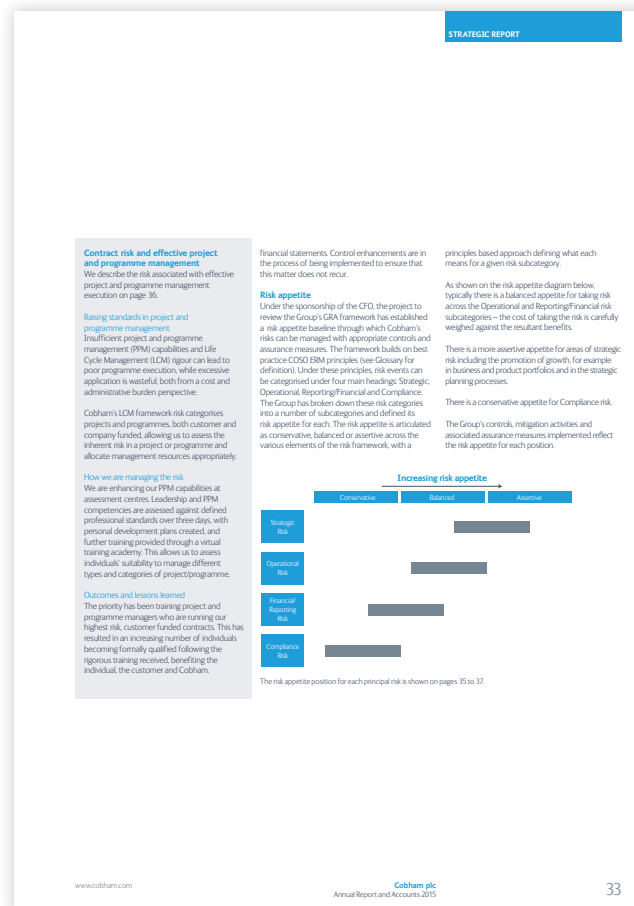 STRATEGIC REPORT
Contract risk and effective project
and programme management
We describe the risk associated with effective
project and programme management
execution on page 36.
Raising standards in project and
programme management
Insufficient project and programme
management (PPM) capabilities and Life
Cycle Management (LCM) rigour can lead to
poor programme execution, while excessive
application is wasteful, both from a cost and
administrative burden perspective.
Cobham's LCM framework risk categorises
projects and programmes, both customer and
company funded, allowing us to assess the
inherent risk in a project or programme and
allocate management resources appropriately.
How we are managing the risk
We are enhancing our PPM capabilities at
assessment centres. Leadership and PPM
competencies are assessed against defined
professional standards over three days, with
personal development plans created, and
further training provided through a virtual
training academy. This allows us to assess
individuals' suitability to manage different
types and categories of project/programme.
Outcomes and lessons learned
The priority has been training project and
programme managers who are running our
highest risk, customer funded contracts. This has
resulted in an increasing number of individuals
becoming formally qualified following the
rigorous training received, benefiting the
individual, the customer and Cobham.
financial statements. Control enhancements are in
the process of being implemented to ensure that
this matter does not recur.
Risk appetite
Under the sponsorship of the CFO, the project to
review the Group's GRA framework has established
a risk appetite baseline through which Cobham's
risks can be managed with appropriate controls and
assurance measures. The framework builds on best
practice COSO ERM principles (see Glossary for
definition). Under these principles, risk events can
be categorised under four main headings: Strategic,
Operational, Reporting/Financial and Compliance.
The Group has broken down these risk categories
into a number of subcategories and defined its
risk appetite for each. The risk appetite is articulated
as conservative, balanced or assertive across the
various elements of the risk framework, with a
principles based approach defining what each
means for a given risk subcategory.
As shown on the risk appetite diagram below,
typically there is a balanced appetite for taking risk
across the Operational and Reporting/Financial risk
subcategories – the cost of taking the risk is carefully
weighed against the resultant benefits.
There is a more assertive appetite for areas of strategic
risk including the promotion of growth, for example
in business and product portfolios and in the strategic
planning processes.
There is a conservative appetite for Compliance risk.
The Group's controls, mitigation activities and
associated assurance measures implemented reflect
the risk appetite for each position.
Increasing risk appetite
Conservative Balanced Assertive
Strategic
Risk
Operational
Risk
Financial/
Reporting
Risk
Compliance
Risk
The risk appetite position for each principal risk is shown on pages 35 to 37.
www.cobham.com
Cobham plc
Annual Report and Accounts 2015
33